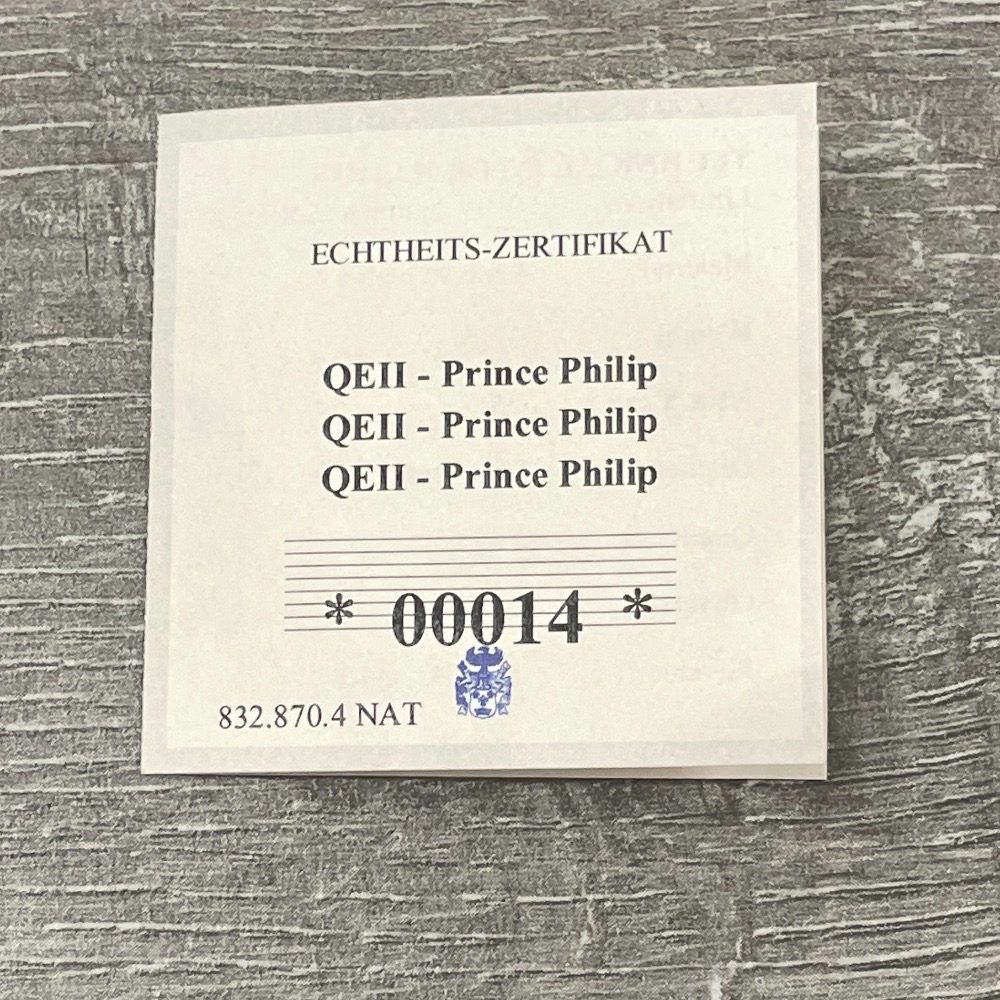 ECHTHEITS-ZERTIFIKAT
QEII - Prince Philip
QEII - Prince Philip
QEII - Prince Philip
* 00014 *
832.870.4 NAT